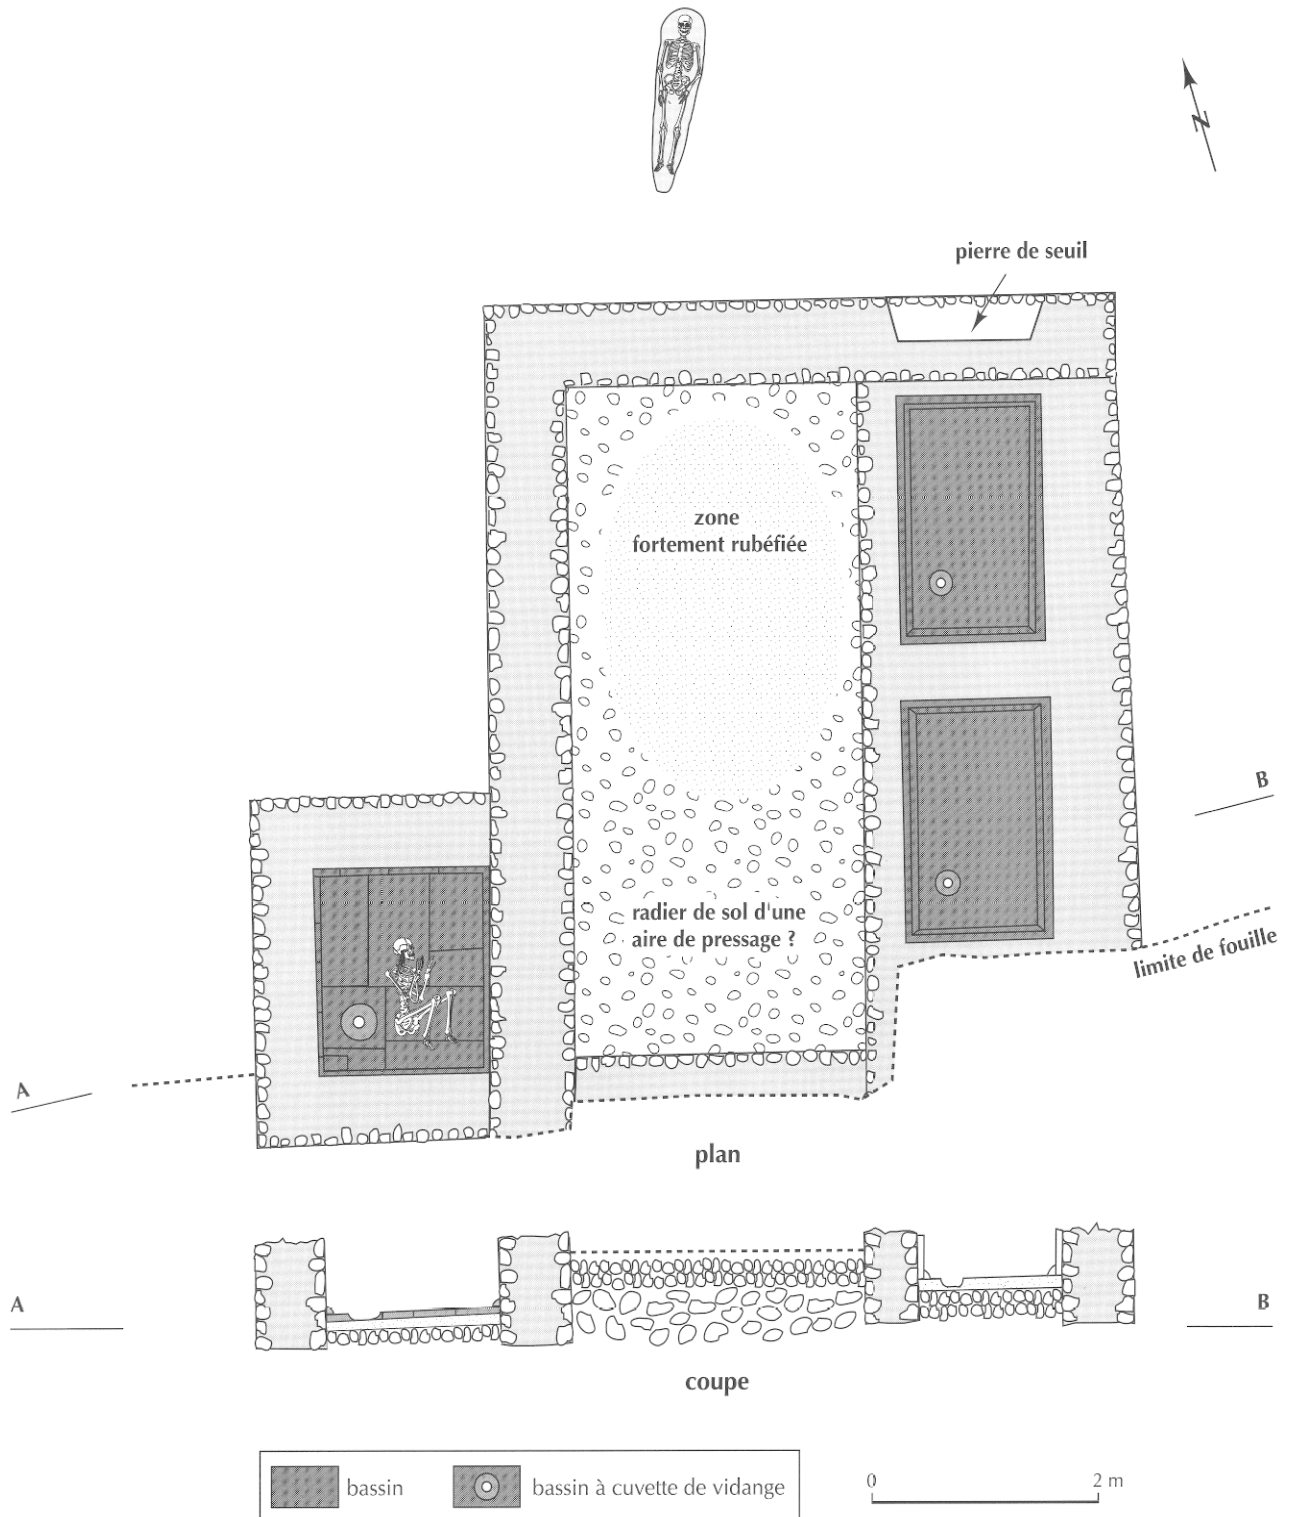 N
pierre de seuil
zone
fortement rubéfiée
B
radier de sol d'une
aire de pressage ?
limite de fouille
A
plan
A
B
coupe
bassin
bassin à cuvette de vidange
0
2 m